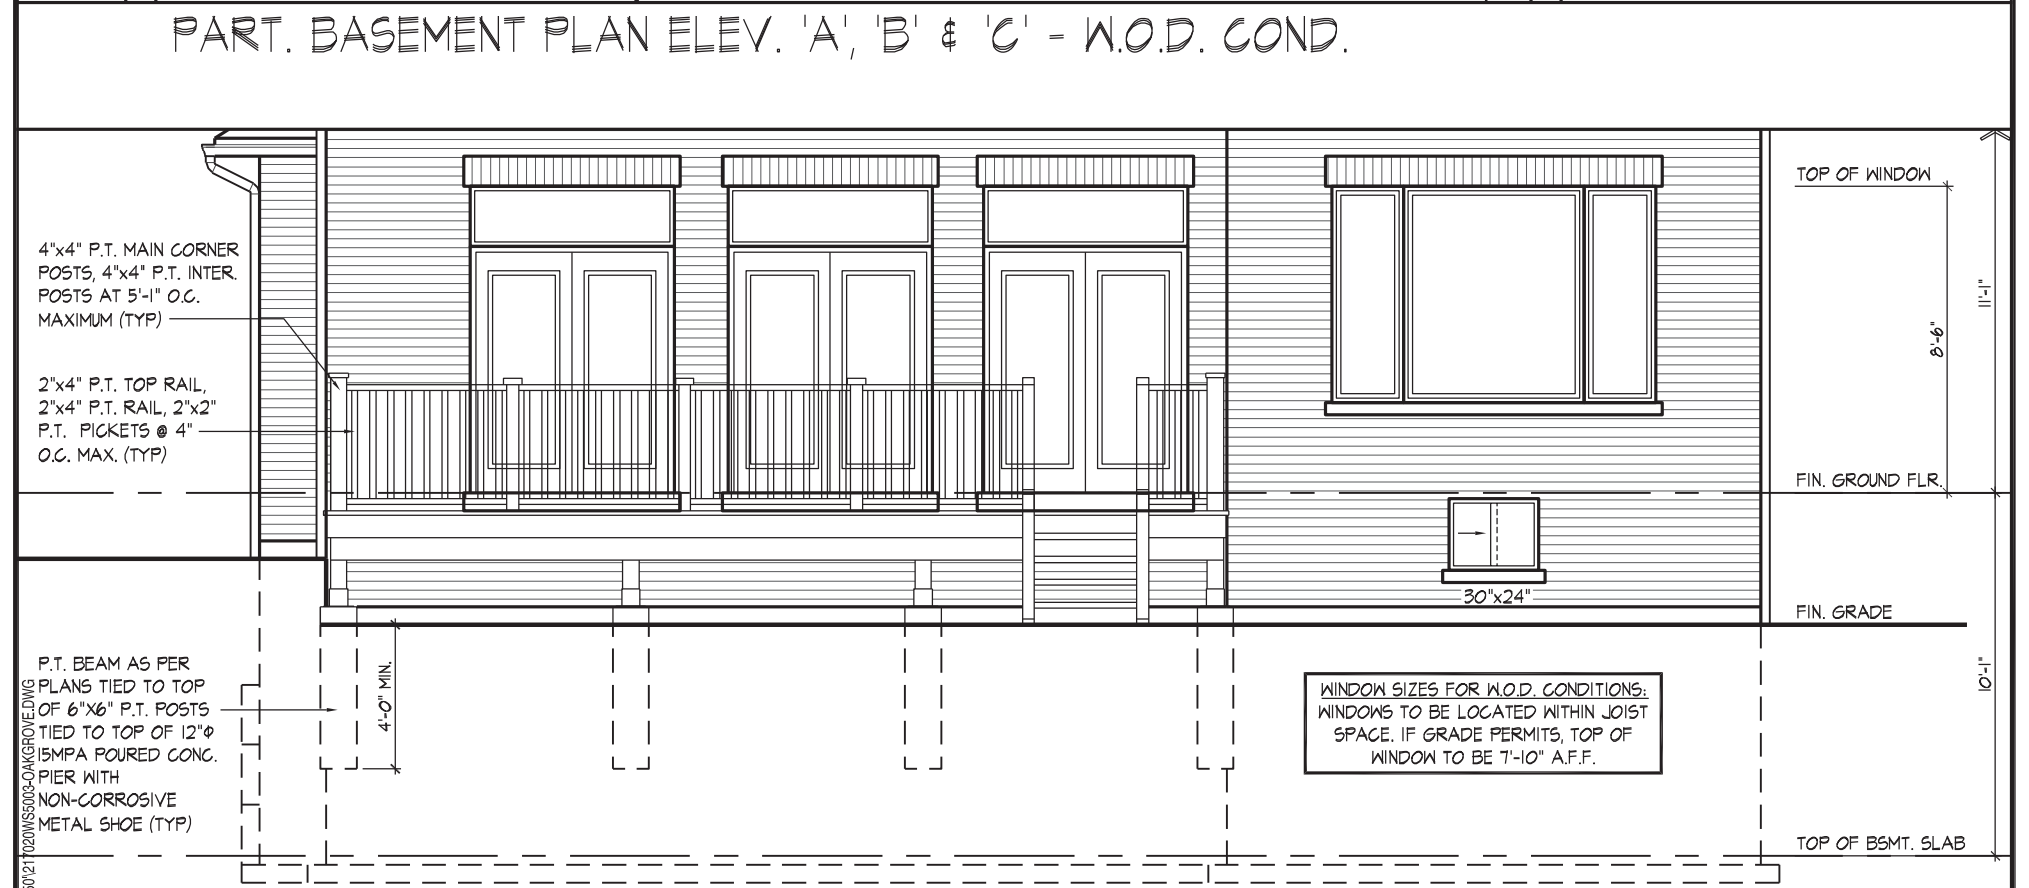 PART. BASEMENT PLAN ELEV. 'A', 'B' & 'C' - W.O.D. COND.
TOP OF WINDOW
4"x4" P.T. MAIN CORNER
POSTS, 4"x4" P.T. INTER.
POSTS AT 5'-1" O.C.
MAXIMUM (TYP)
11'-1"
8'-6"
2"x4" P.T. TOP RAIL,
2"x4" P.T. RAIL, 2"x2"
P.T. PICKETS @ 4"
O.C. MAX. (TYP)
FIN. GROUND FLR.
30"x24"
FIN. GRADE
P.T. BEAM AS PER
PLANS TIED TO TOP
OF 6"X6" P.T. POSTS
TIED TO TOP OF 12"Φ
15MPA POURED CONC.
PIER WITH
NON-CORROSIVE
METAL SHOE (TYP)
4'-0" MIN.
WINDOW SIZES FOR W.O.D. CONDITIONS:
WINDOWS TO BE LOCATED WITHIN JOIST
SPACE. IF GRADE PERMITS, TOP OF
WINDOW TO BE 7'-10" A.F.F.
10'-1"
TOP OF BSMT. SLAB
217020WS5003-OAKGROVE.DWG